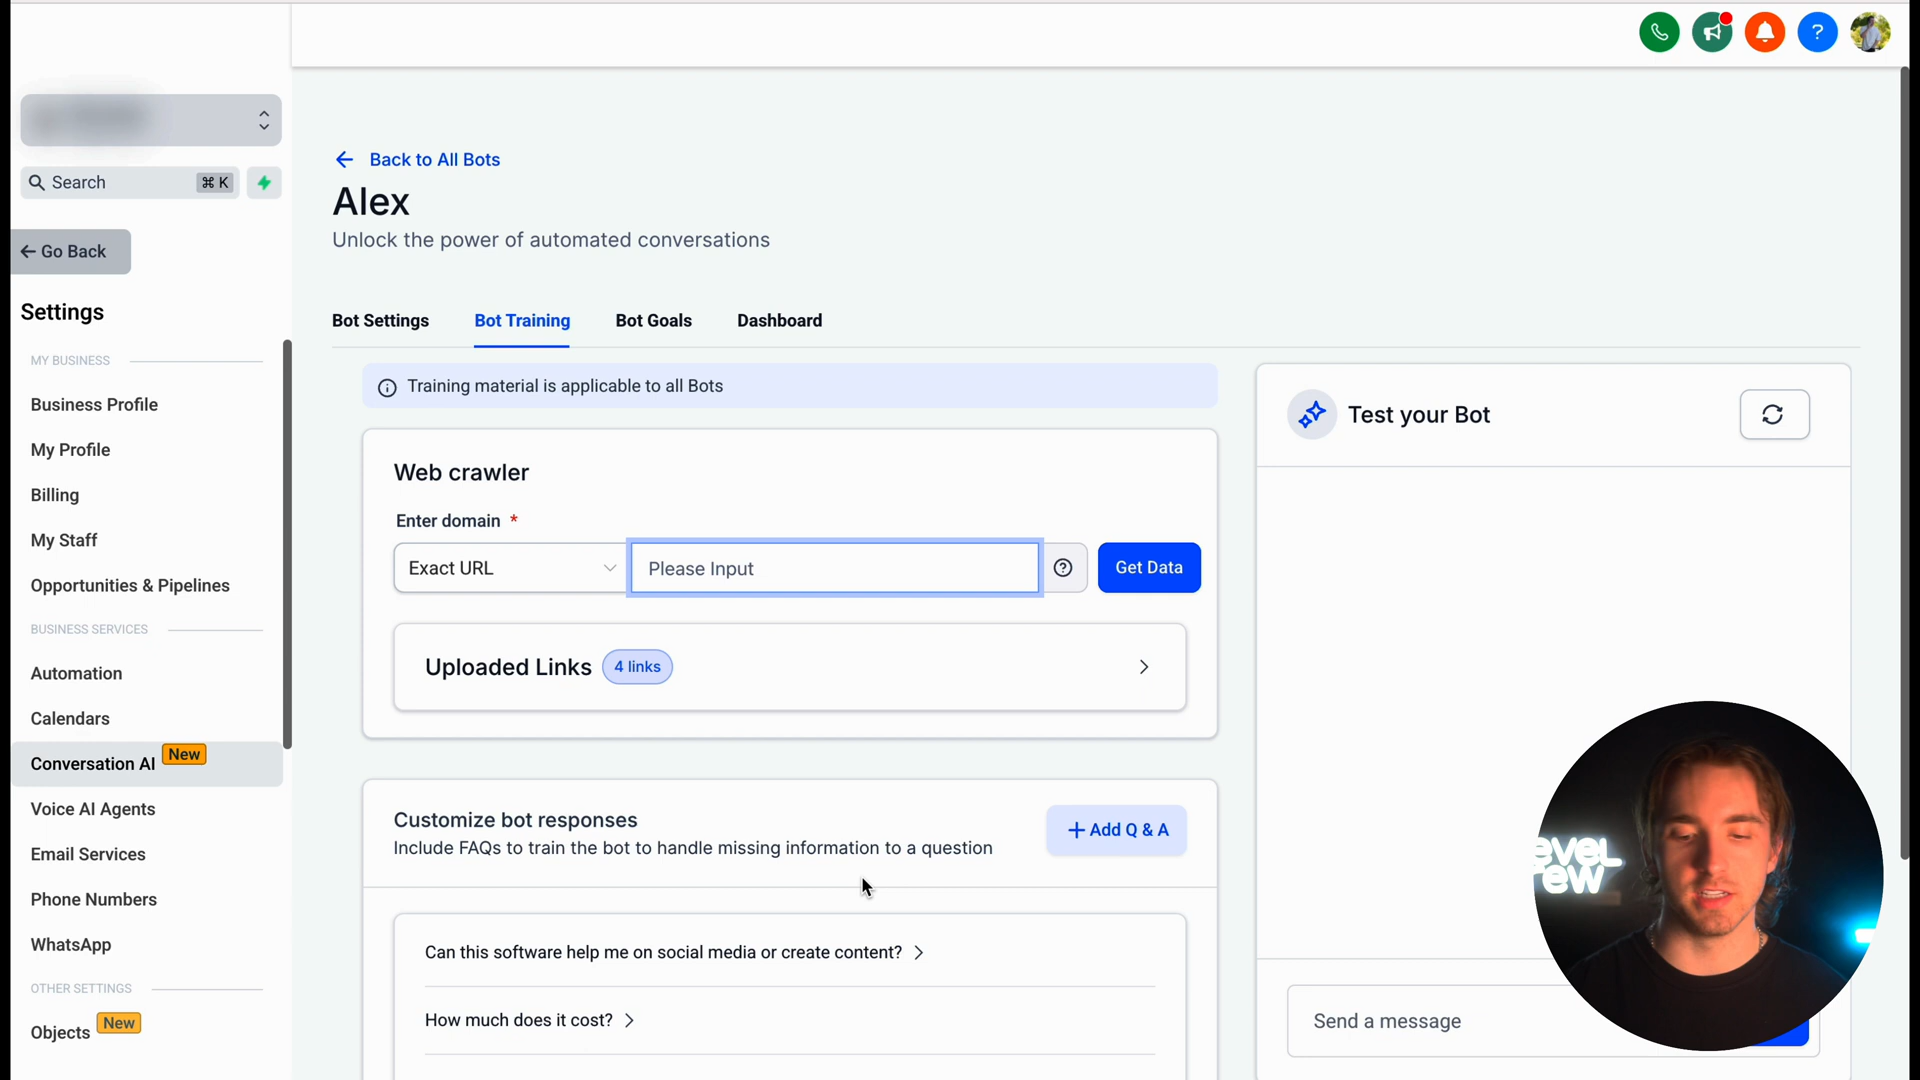 Search
⌘ K
Go Back
Settings
MY BUSINESS
Business Profile
My Profile
Billing
My Staff
Opportunities & Pipelines
BUSINESS SERVICES
Automation
Calendars
Conversation AI
New
Voice AI Agents
Email Services
Phone Numbers
WhatsApp
OTHER SETTINGS
Objects
New
Back to All Bots
Alex
Unlock the power of automated conversations
Bot Settings
Bot Training
Bot Goals
Dashboard
Training material is applicable to all Bots
Web crawler
Enter domain *
Exact URL
Please Input
Get Data
Uploaded Links
4 links
Customize bot responses
Include FAQs to train the bot to handle missing information to a question
+ Add Q & A
Can this software help me on social media or create content?
How much does it cost?
Test your Bot
Send a message